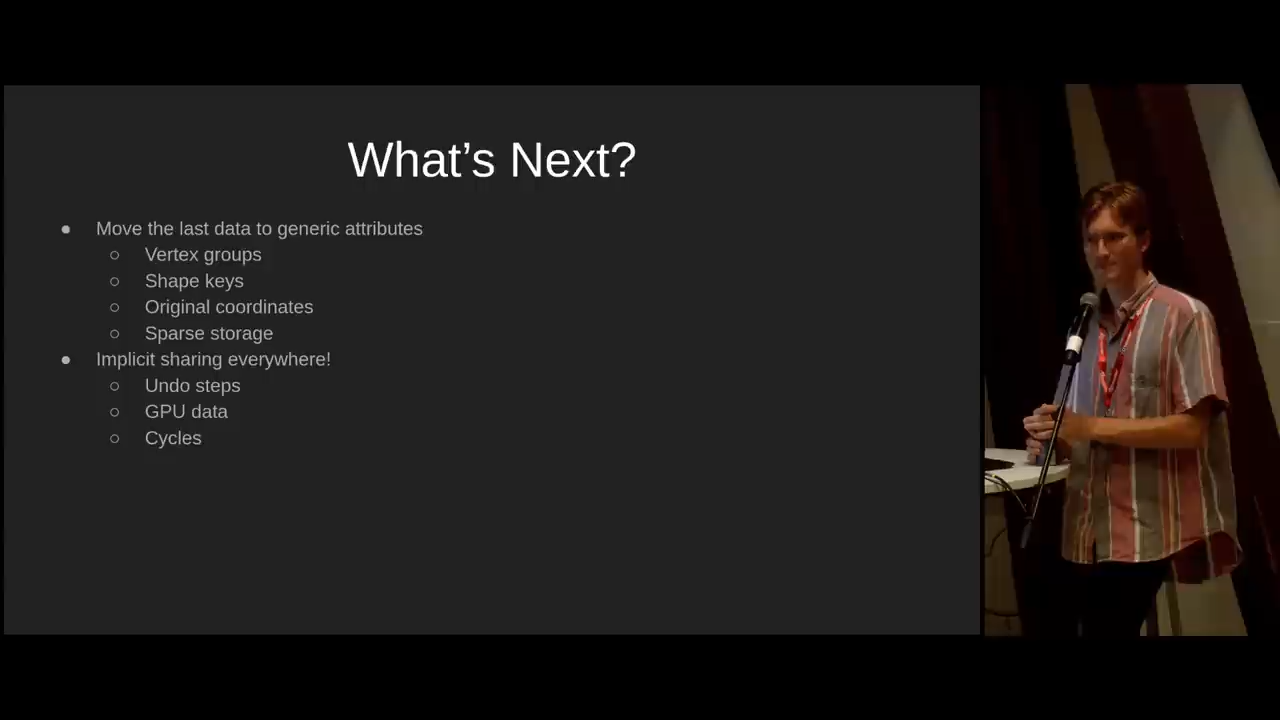 What's Next?
● Move the last data to generic attributes
○ Vertex groups
○ Shape keys
○ Original coordinates
○ Sparse storage
● Implicit sharing everywhere!
○ Undo steps
○ GPU data
○ Cycles